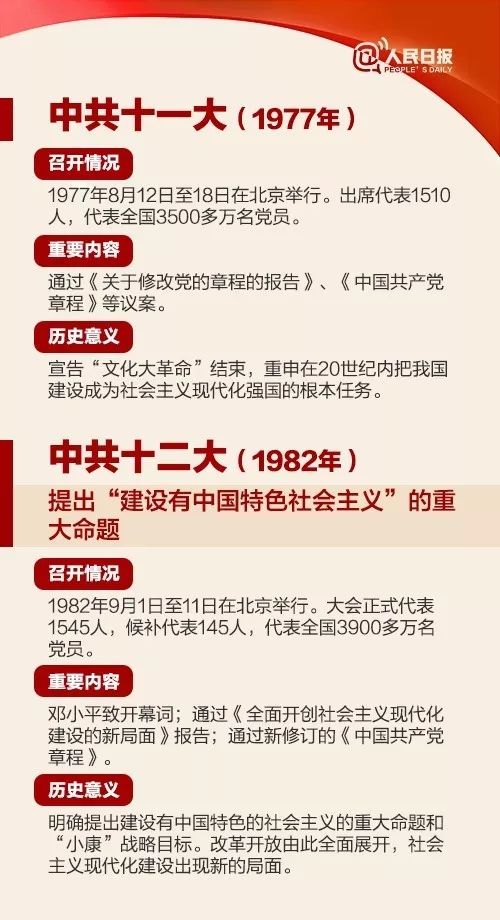 人民日报
PEOPLE'S DAILY
中共十一大（1977年）
召开情况
1977年8月12日至18日在北京举行。出席代表1510
人，代表全国3500多万名党员。
重要内容
通过《关于修改党的章程的报告》、《中国共产党
章程》等议案。
历史意义
宣告“文化大革命”结束，重申在20世纪内把我国
建设成为社会主义现代化强国的根本任务。
中共十二大（1982年）
提出“建设有中国特色社会主义”的重
大命题
召开情况
1982年9月1日至11日在北京举行。大会正式代表
1545人，候补代表145人，代表全国3900多万名
党员。
重要内容
邓小平致开幕词；通过《全面开创社会主义现代化
建设的新局面》报告；通过新修订的《中国共产党
章程》。
历史意义
明确提出建设有中国特色的社会主义的重大命题和
“小康”战略目标。改革开放由此全面展开，社会
主义现代化建设出现新的局面。